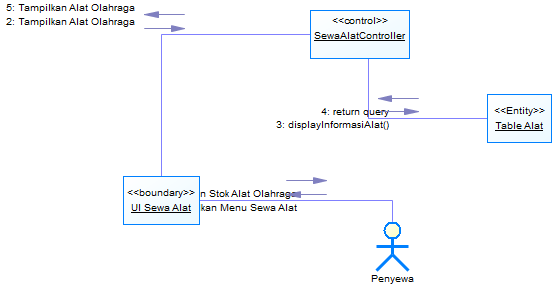 5: Tampilkan Alat Olahraga
2: Tampilkan Alat Olahraga
<<control>>
SewaAlatController
4: return query
3: displayInformasiAlat()
<<Entity>>
Table Alat
<<boundary>>
UI Sewa Alat
Stok Alat Olahraga
Menu Sewa Alat
Penyewa